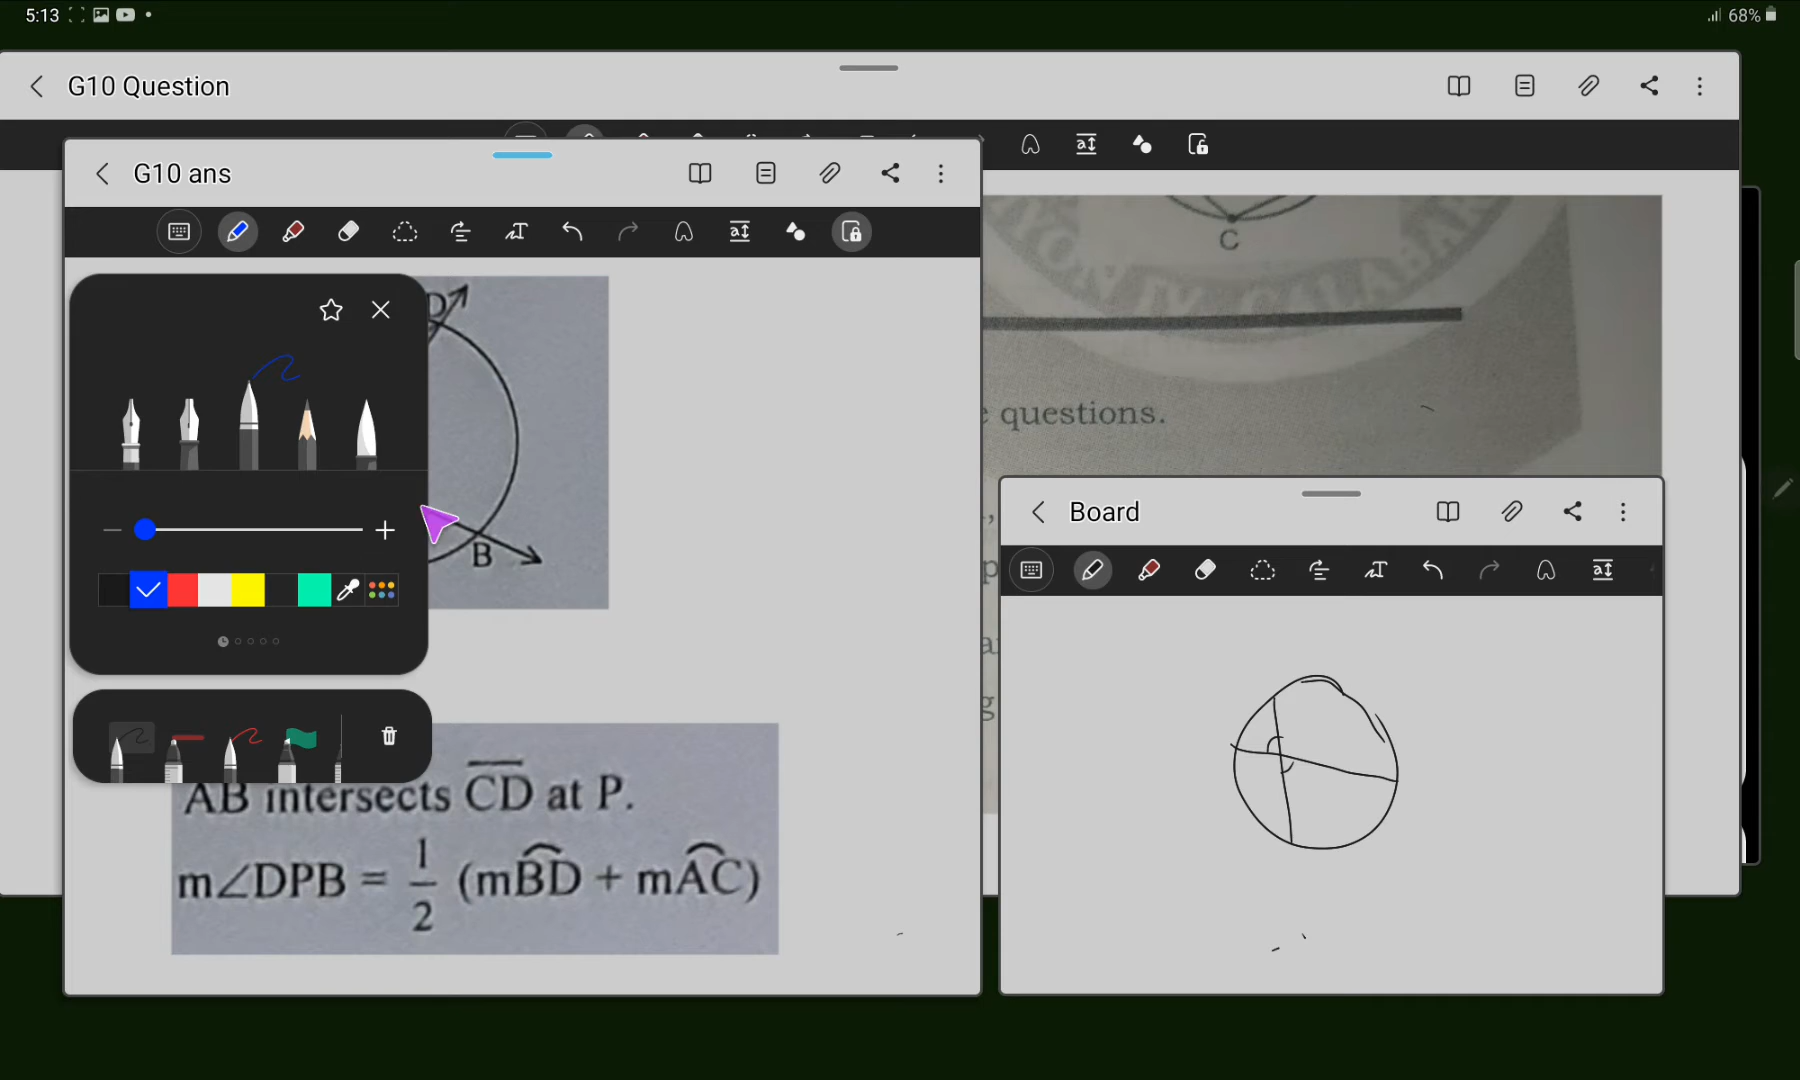 5:13
68%
G10 Question
G10 ans
C
questions.
D
B
Board
AB intersects CD at P.
m∠DPB = 1/2 (mBD + mAC)